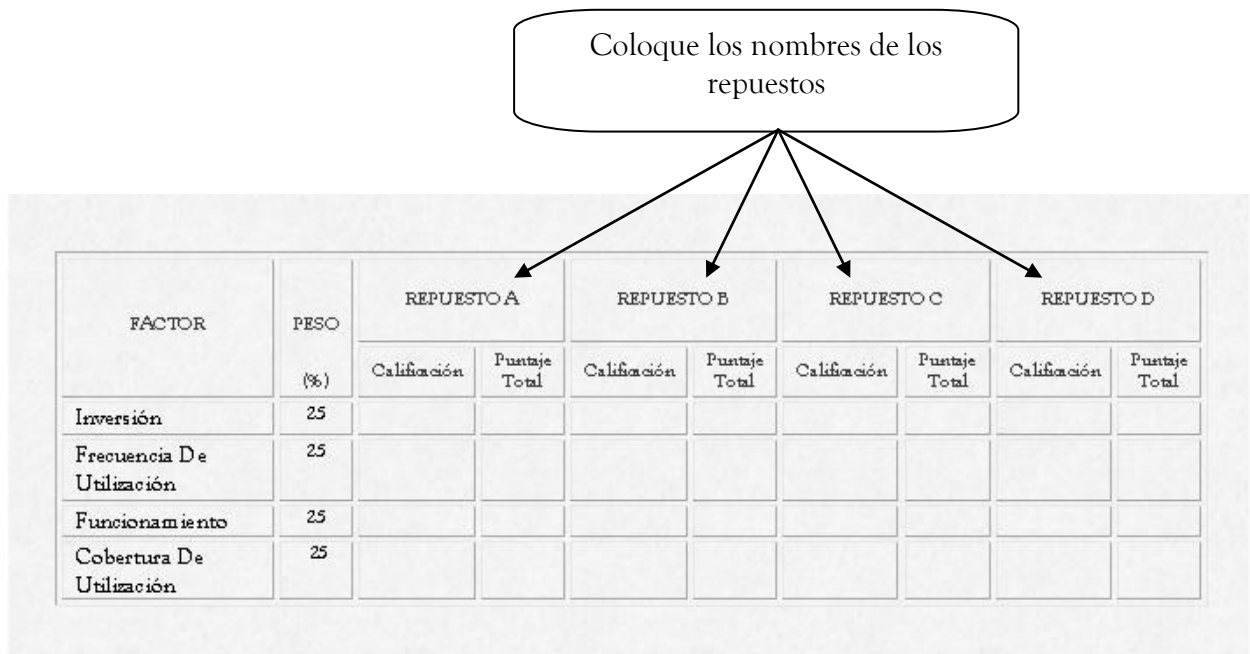 Coloque los nombres de los
repuestos
FACTOR
PESO
(%)
REPUESTO A
REPUESTO B
REPUESTO C
REPUESTO D
Calificación
Puntaje
Total
Calificación
Puntaje
Total
Calificación
Puntaje
Total
Calificación
Puntaje
Total
Inversión
25
Frecuencia De
Utilización
25
Funcionamiento
25
Cobertura De
Utilización
25